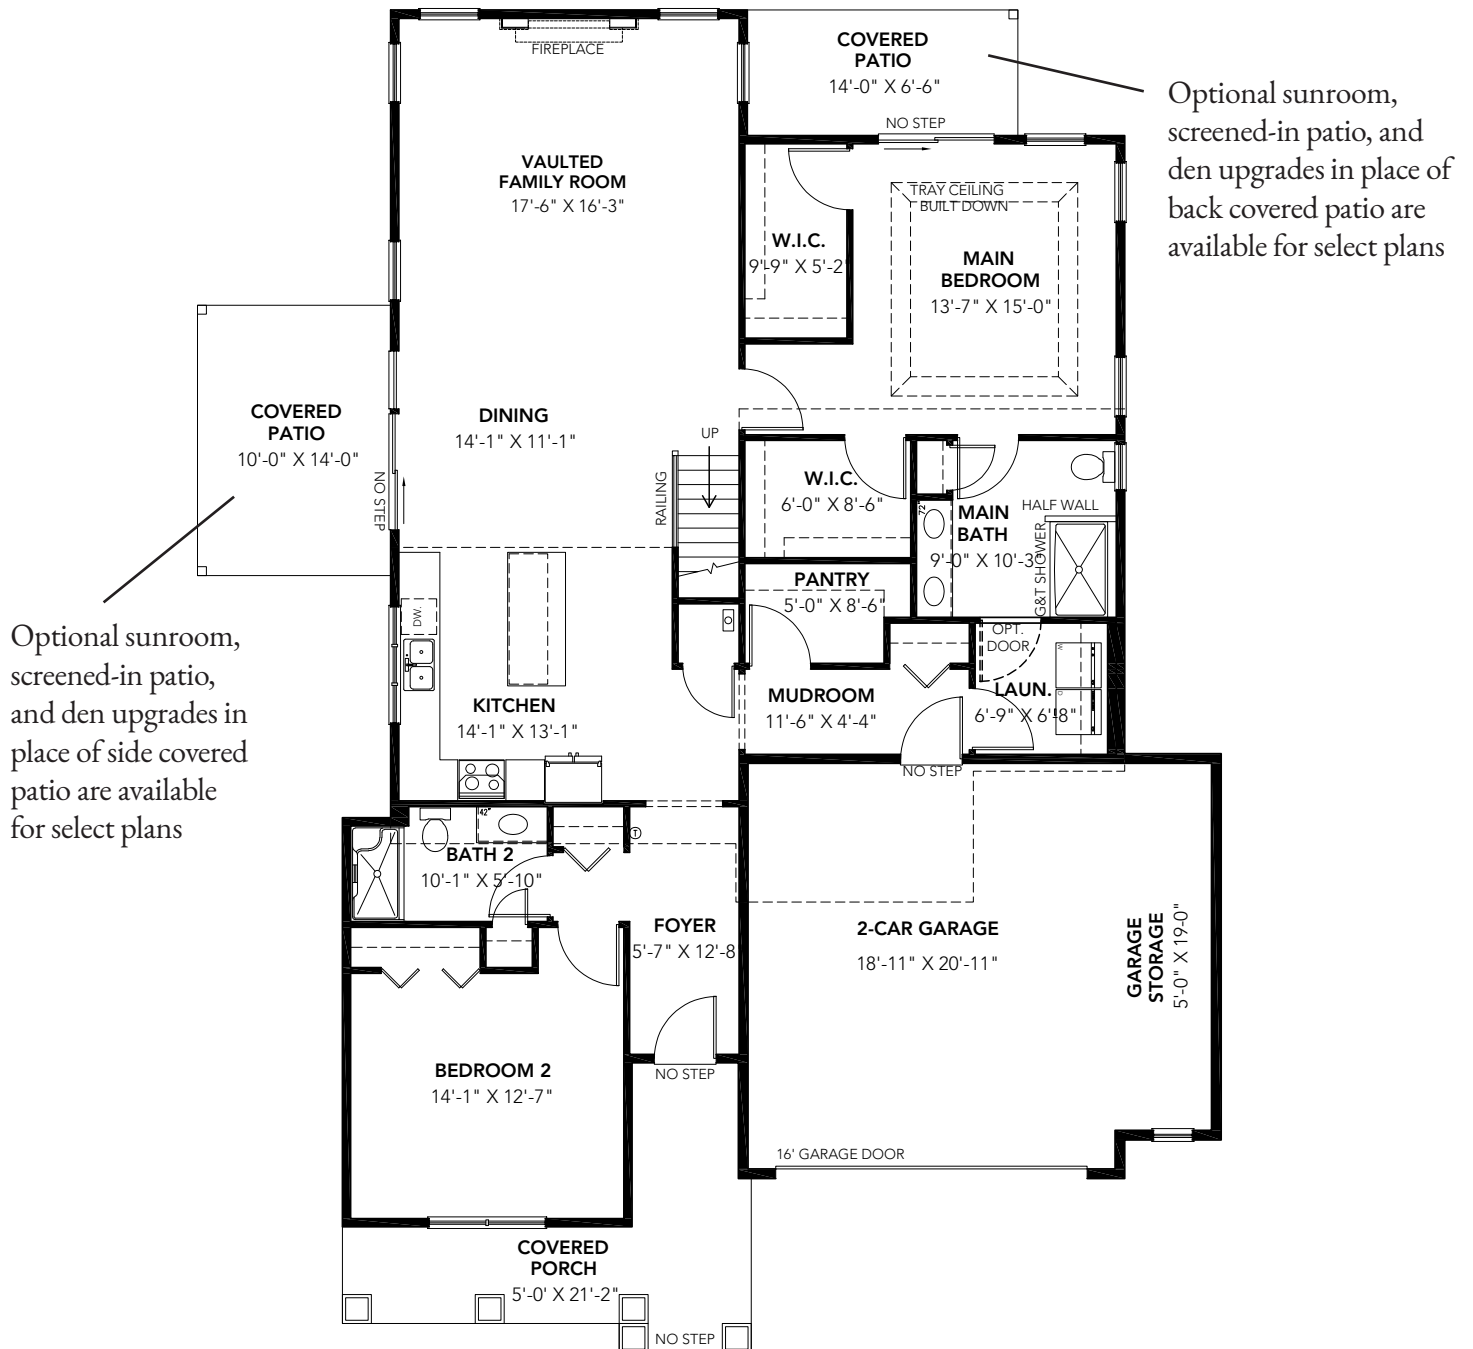 COVERED
PATIO
14'-0" X 6'-6"
FIREPLACE
NO STEP
Optional sunroom,
screened-in patio, and
den upgrades in place of
back covered patio are
available for select plans
VAULTED
FAMILY ROOM
17'-6" X 16'-3"
TRAY CEILING
BUILT DOWN
W.I.C.
9'-9" X 5'-2
MAIN
BEDROOM
13'-7" X 15'-0"
COVERED
PATIO
10'-0" X 14'-0"
NO STEP
DINING
14'-1" X 11'-1"
UP
RAILING
W.I.C.
6'-0" X 8'-6"
72"
MAIN
BATH
9'-0" X 10'-3"
HALF WALL
G&T SHOWER
PANTRY
5'-0" X 8'-6"
OPT.
DOOR
DW.
Optional sunroom,
screened-in patio,
and den upgrades in
place of side covered
patio are available
for select plans
KITCHEN
14'-1" X 13'-1"
MUDROOM
11'-6" X 4'-4"
LAUN.
6'-9" X 6'-8"
W
D
NO STEP
42"
BATH 2
10'-1" X 5'-10"
T
FOYER
5'-7" X 12'-8
2-CAR GARAGE
18'-11" X 20'-11"
GARAGE
STORAGE
5'-0" X 19'-0"
BEDROOM 2
14'-1" X 12'-7"
NO STEP
16' GARAGE DOOR
COVERED
PORCH
5'-0' X 21'-2"
NO STEP